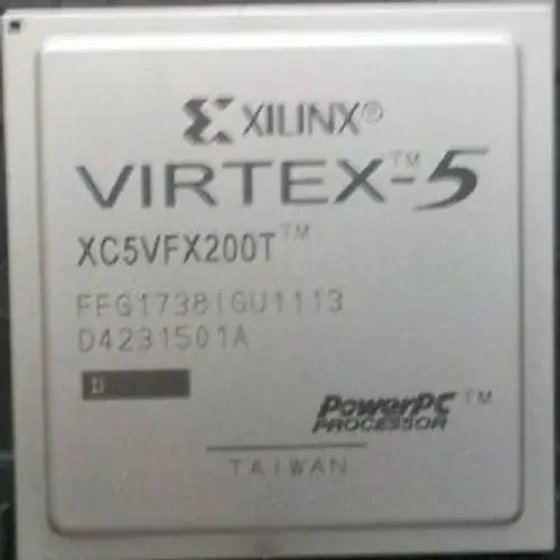 XILINX®
VIRTEX™-5
XC5VFX200T™
FFG1738IGU1113
D4231501A
PowerPC™
PROCESSOR
TAIWAN